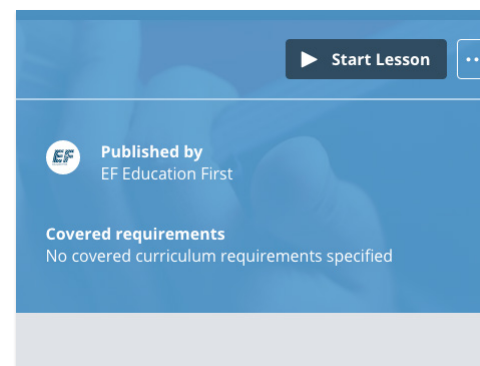 Start Lesson
EF
Published by
EF Education First
Covered requirements
No covered curriculum requirements specified